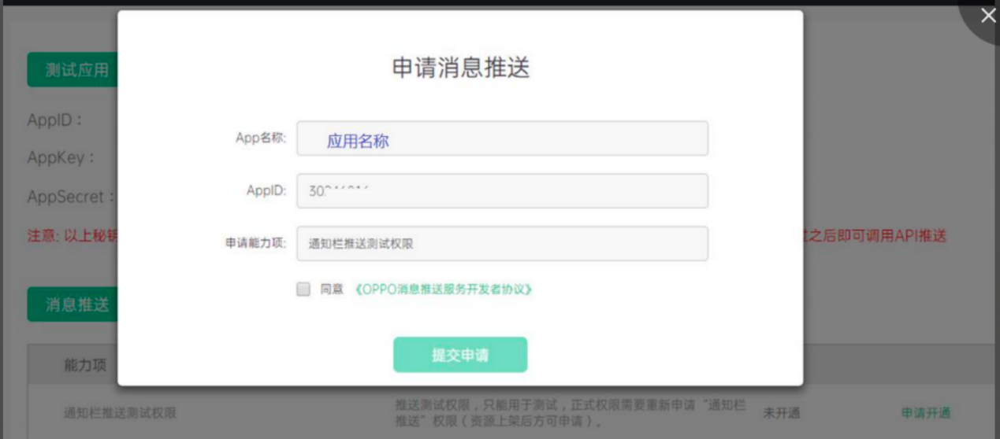 测试应用
AppID：
AppKey：
AppSecret：
注意: 以上秘钥
之后即可调用API推送
申请消息推送
App名称: 应用名称
AppID:
申请能力项: 通知栏推送测试权限
同意 《OPPO消息推送服务开发者协议》
提交申请
消息推送
能力项
通知栏推送测试权限
推送测试权限，只能用于测试，正式权限需要重新申请“通知栏
推送”权限（资源上架后方可申请）。
未开通
申请开通